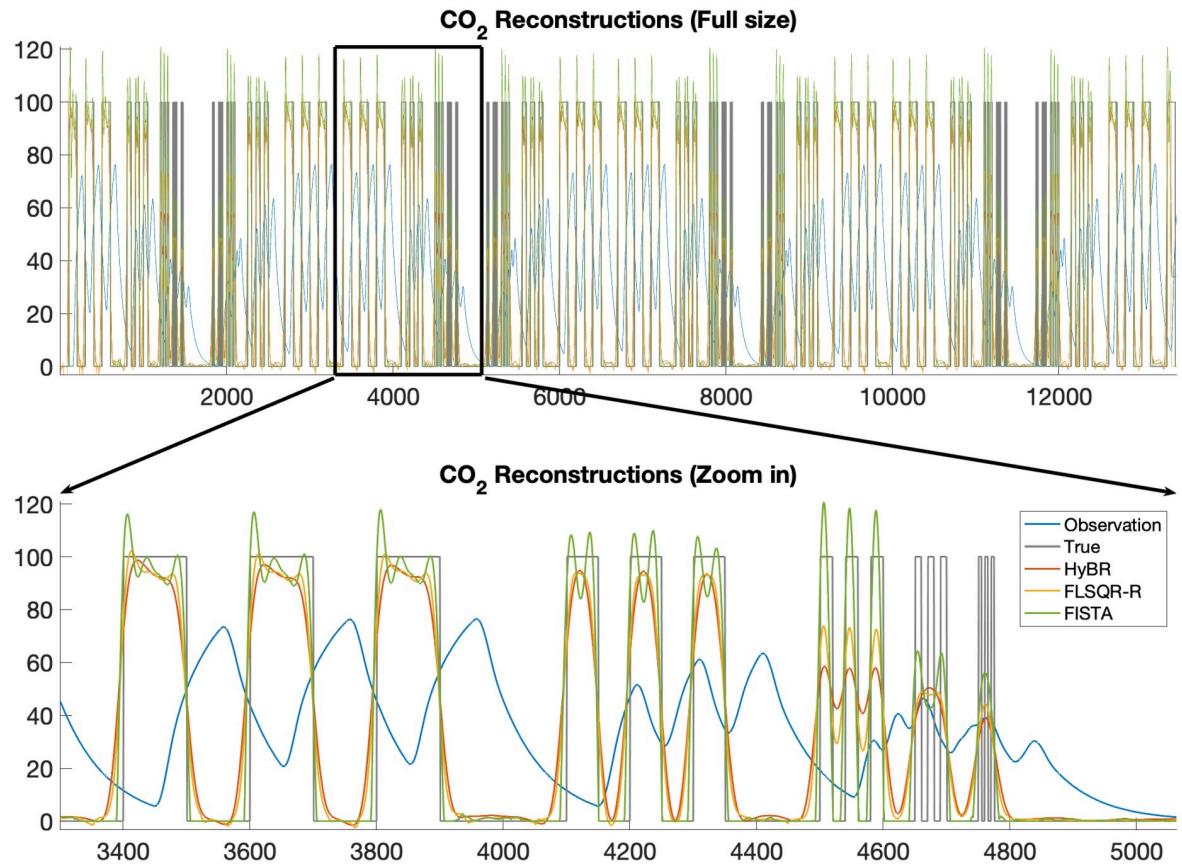 CO2 Reconstructions (Full size)
120
100
80
60
40
20
0
2000 4000 6000 8000 10000 12000
CO2 Reconstructions (Zoom in)
120
100
80
60
40
20
0
Observation
True
HyBR
FLSQR-R
FISTA
3400 3600 3800 4000 4200 4400 4600 4800 5000